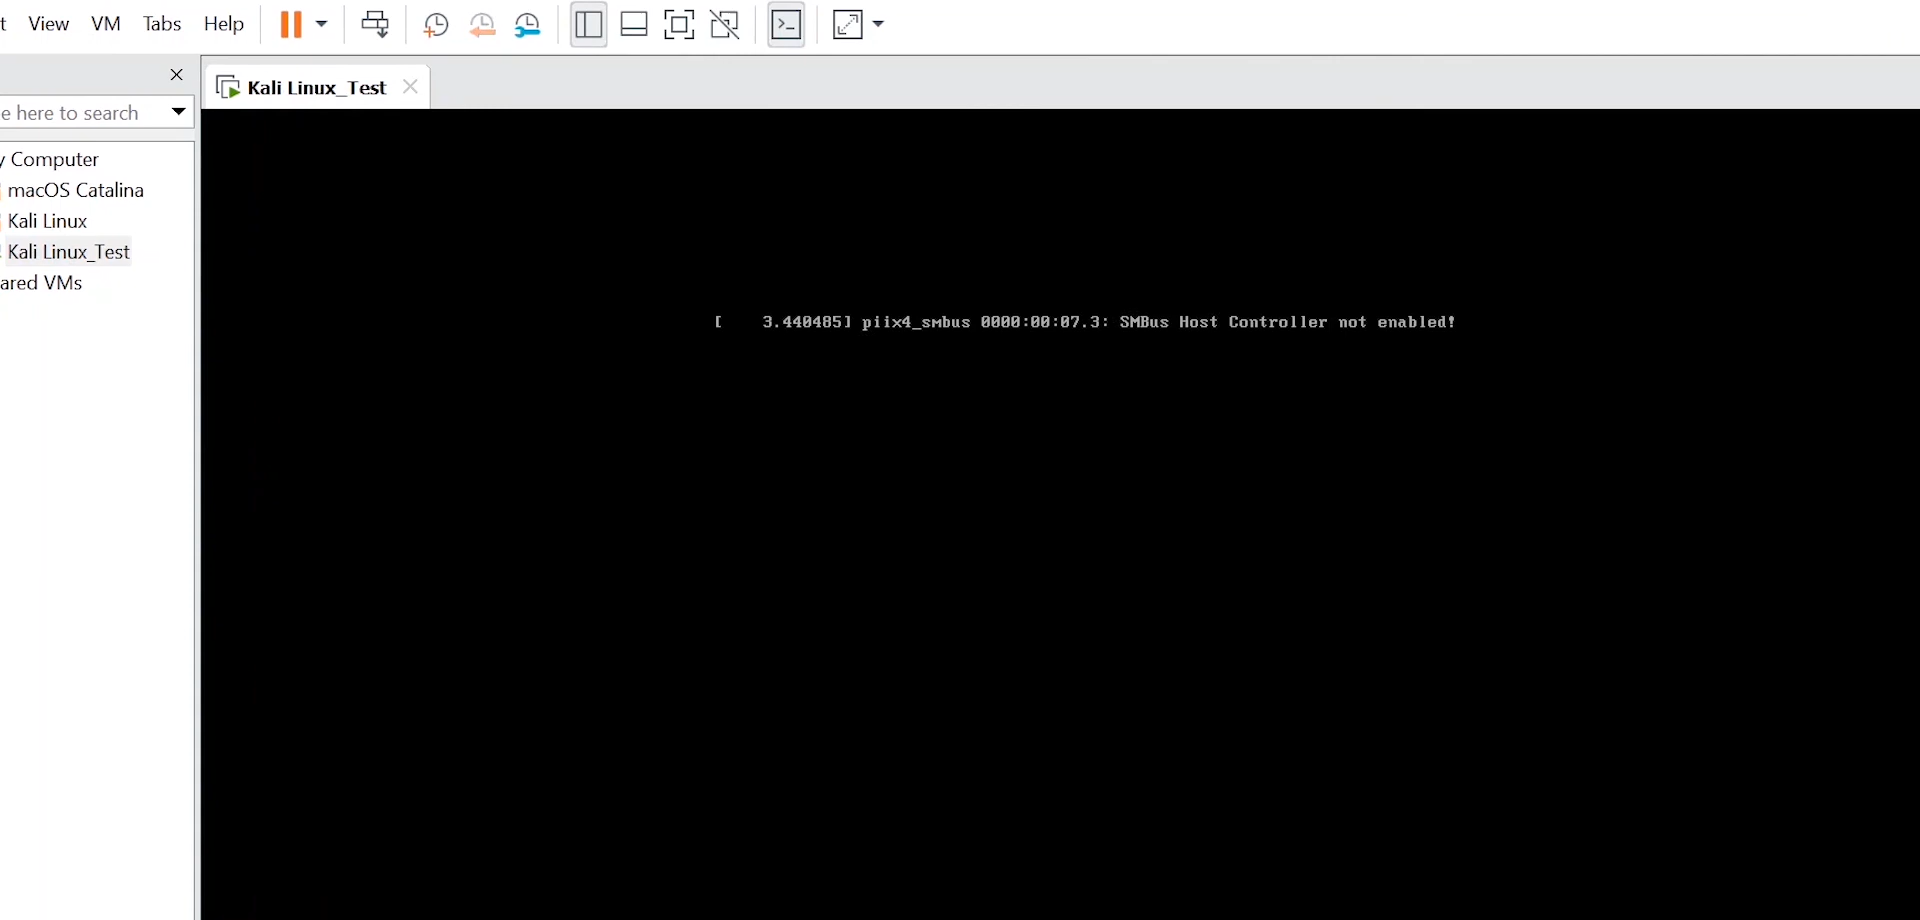 t View VM Tabs Help
e here to search
Kali Linux_Test
y Computer
macOS Catalina
Kali Linux
Kali Linux_Test
ared VMs
[    3.440485] piix4_smbus 0000:00:07.3: SMBus Host Controller not enabled!